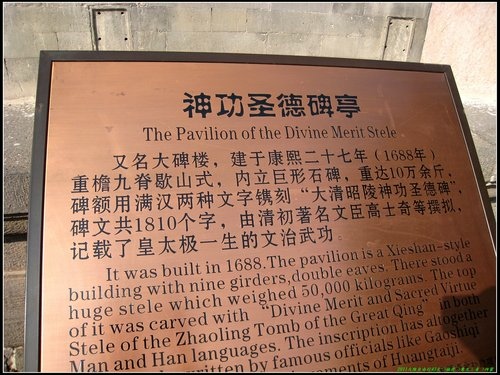 神功圣德碑亭
The Pavilion of the Divine Merit Stele
又名大碑楼，建于康熙二十七年（1688年）
重檐九脊歇山式，内立巨形石碑，重达10万余斤，
碑额用满汉两种文字镌刻“大清昭陵神功圣德碑”，
碑文共1810个字，由清初著名文臣高士奇等撰拟，
记载了皇太极一生的文治武功。
It was built in 1688.The pavilion is a Xieshan-style
building with nine girders,double eaves. There stood a
huge stele which weighed 50,000 kilograms. The top
of it was carved with “Divine Merit and Sacred Virtue
Stele of the Zhaoling Tomb of the Great Qing” in both
Man and Han languages. The inscription has altogether
written by famous officials like Gaoshiqi
ements of Huangtaiji.